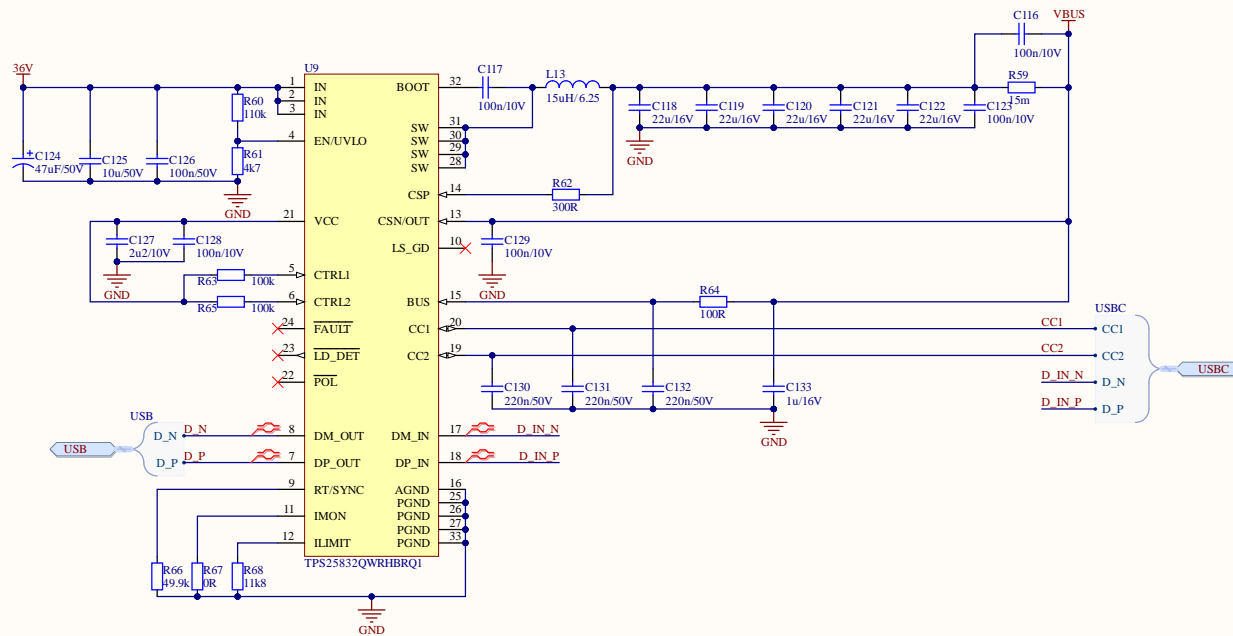 C116
VBUS
100n/10V
36V
U9
1 IN
2 IN
3 IN
BOOT 32
C117
100n/10V
L13
15uH/ 6.25
R59
15m
R60
110k
C118
22u/16V
C119
22u/16V
C120
22u/16V
C121
22u/16V
C122
22u/16V
C123
100n/10V
4 EN/UVLO
SW 31
SW 30
SW 29
SW 28
GND
C124
47uF/50V
C125
10u/50V
C126
100n/50V
R61
4k7
GND
CSP 14
R62
300R
21 VCC
CSN/OUT 13
C127
2u2/10V
C128
100n/10V
LS_GD 10
C129
100n/10V
GND
GND
5 CTRL1
R63 100k
6 CTRL2
R65 100k
BUS 15
R64
100R
24 FAULT
CC1 20
CC1
23 LD_DET
CC2 19
CC2
22 POL
USBC
CC1
CC2
D_IN_N
D_N
D_IN_P
D_P
USBC
C130
220n/50V
C131
220n/50V
C132
220n/50V
C133
1u/16V
GND
USB
USB
D_N D_N
D_P D_P
8 DM_OUT
DM_IN 17
D_IN_N
7 DP_OUT
DP_IN 18
D_IN_P
9 RT/SYNC
AGND 16
PGND 25
11 IMON
PGND 26
PGND 27
12 ILIMIT
PGND 33
TPS25832QWRHBRQ1
R66
49.9k
R67
0R
R68
11k8
GND